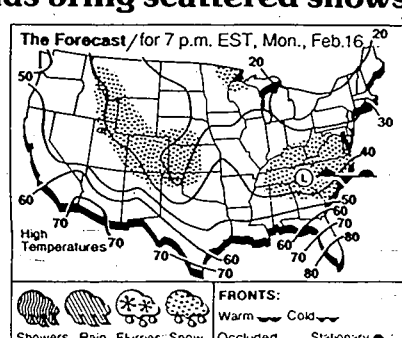 ds bring scattered snows
The Forecast/for 7 p.m. EST, Mon., Feb. 16
20
50
20
30
40
60
70
50
60
70
80
High
Temperatures
70
70
60
70
60
70
80
FRONTS:
Warm Cold
Showers Rain Flurries Snow
Occluded Stationary